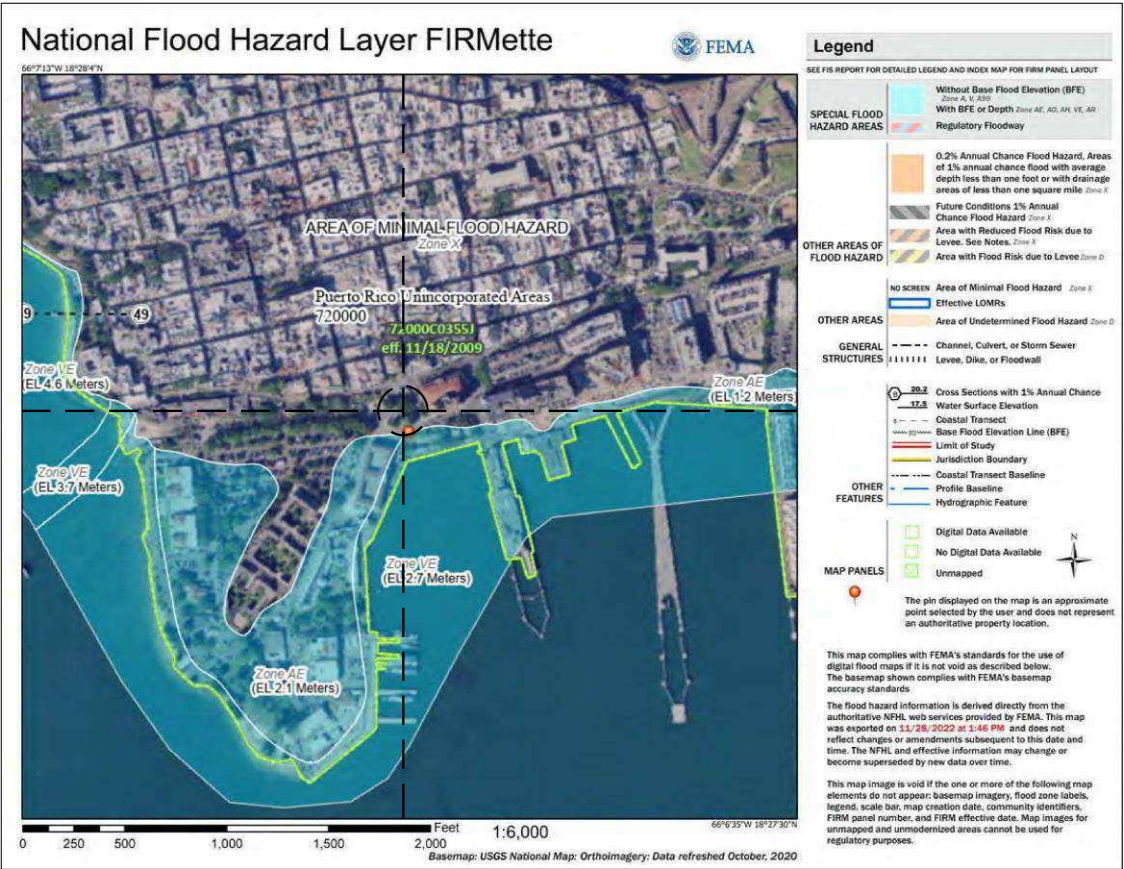 National Flood Hazard Layer FIRMette
FEMA
66°7'13"W 18°28'4"N
AREA OF MINIMAL FLOOD HAZARD
Zone X
Puerto Rico Unincorporated Areas
720000
72000C0355J
eff. 11/18/2009
9
49
Zone VE
(EL 4.6 Meters)
Zone AE
(EL 1.2 Meters)
Zone VE
(EL 3.7 Meters)
Zone VE
(EL 2.7 Meters)
Zone AE
(EL 2.1 Meters)
0 250 500 1,000 1,500 2,000
Feet
1:6,000
66°6'35"W 18°27'30"N
Basemap: USGS National Map: Orthoimagery: Data refreshed October, 2020
Legend
SEE FIS REPORT FOR DETAILED LEGEND AND INDEX MAP FOR FIRM PANEL LAYOUT
SPECIAL FLOOD
HAZARD AREAS
Without Base Flood Elevation (BFE)
Zone A, V, A99
With BFE or Depth Zone AE, AO, AH, VE, AR
Regulatory Floodway
OTHER AREAS OF
FLOOD HAZARD
0.2% Annual Chance Flood Hazard, Areas
of 1% annual chance flood with average
depth less than one foot or with drainage
areas of less than one square mile Zone X
Future Conditions 1% Annual
Chance Flood Hazard Zone X
Area with Reduced Flood Risk due to
Levee. See Notes. Zone X
Area with Flood Risk due to Levee Zone D
OTHER AREAS
NO SCREEN Area of Minimal Flood Hazard Zone X
Effective LOMRs
Area of Undetermined Flood Hazard Zone D
GENERAL
STRUCTURES
Channel, Culvert, or Storm Sewer
Levee, Dike, or Floodwall
OTHER
FEATURES
B 20.2 Cross Sections with 1% Annual Chance
17.5 Water Surface Elevation
8 Coastal Transect
513 Base Flood Elevation Line (BFE)
Limit of Study
Jurisdiction Boundary
Coastal Transect Baseline
Profile Baseline
Hydrographic Feature
MAP PANELS
Digital Data Available
No Digital Data Available
Unmapped
N
The pin displayed on the map is an approximate
point selected by the user and does not represent
an authoritative property location.
This map complies with FEMA's standards for the use of
digital flood maps if it is not void as described below.
The basemap shown complies with FEMA's basemap
accuracy standards
The flood hazard information is derived directly from the
authoritative NFHL web services provided by FEMA. This map
was exported on 11/28/2022 at 1:46 PM and does not
reflect changes or amendments subsequent to this date and
time. The NFHL and effective information may change or
become superseded by new data over time.
This map image is void if the one or more of the following map
elements do not appear: basemap imagery, flood zone labels,
legend, scale bar, map creation date, community identifiers,
FIRM panel number, and FIRM effective date. Map images for
unmapped and unmodernized areas cannot be used for
regulatory purposes.